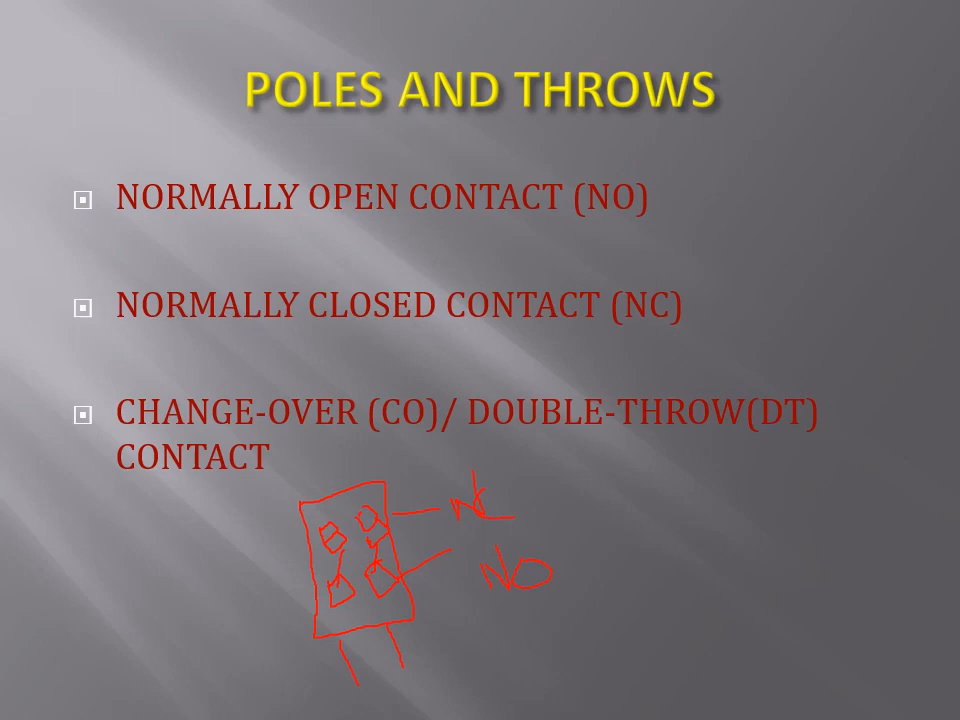 POLES AND THROWS
NORMALLY OPEN CONTACT (NO)
NORMALLY CLOSED CONTACT (NC)
CHANGE-OVER (CO)/ DOUBLE-THROW(DT)
CONTACT
NC
NO